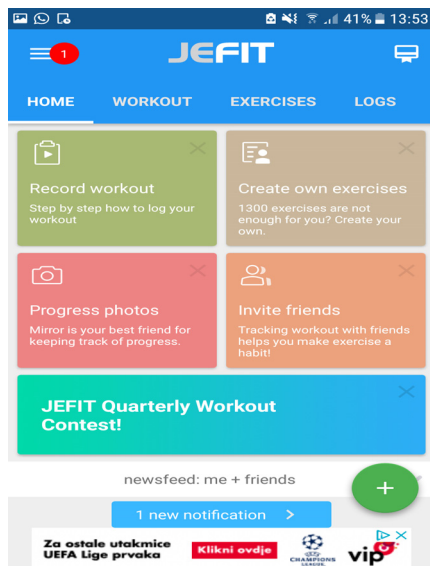 41% 13:53
1
JEFIT
HOME WORKOUT EXERCISES LOGS
Record workout
Step by step how to log your
workout
Create own exercises
1300 exercises are not
enough for you? Create your
own.
Progress photos
Mirror is your best friend for
keeping track of progress.
Invite friends
Tracking workout with friends
helps you make exercise a
habit!
JEFIT Quarterly Workout
Contest!
newsfeed: me + friends
+
1 new notification >
Za ostale utakmice
UEFA Lige prvaka
Klikni ovdje
CHAMPIONS
LEAGUE
vip